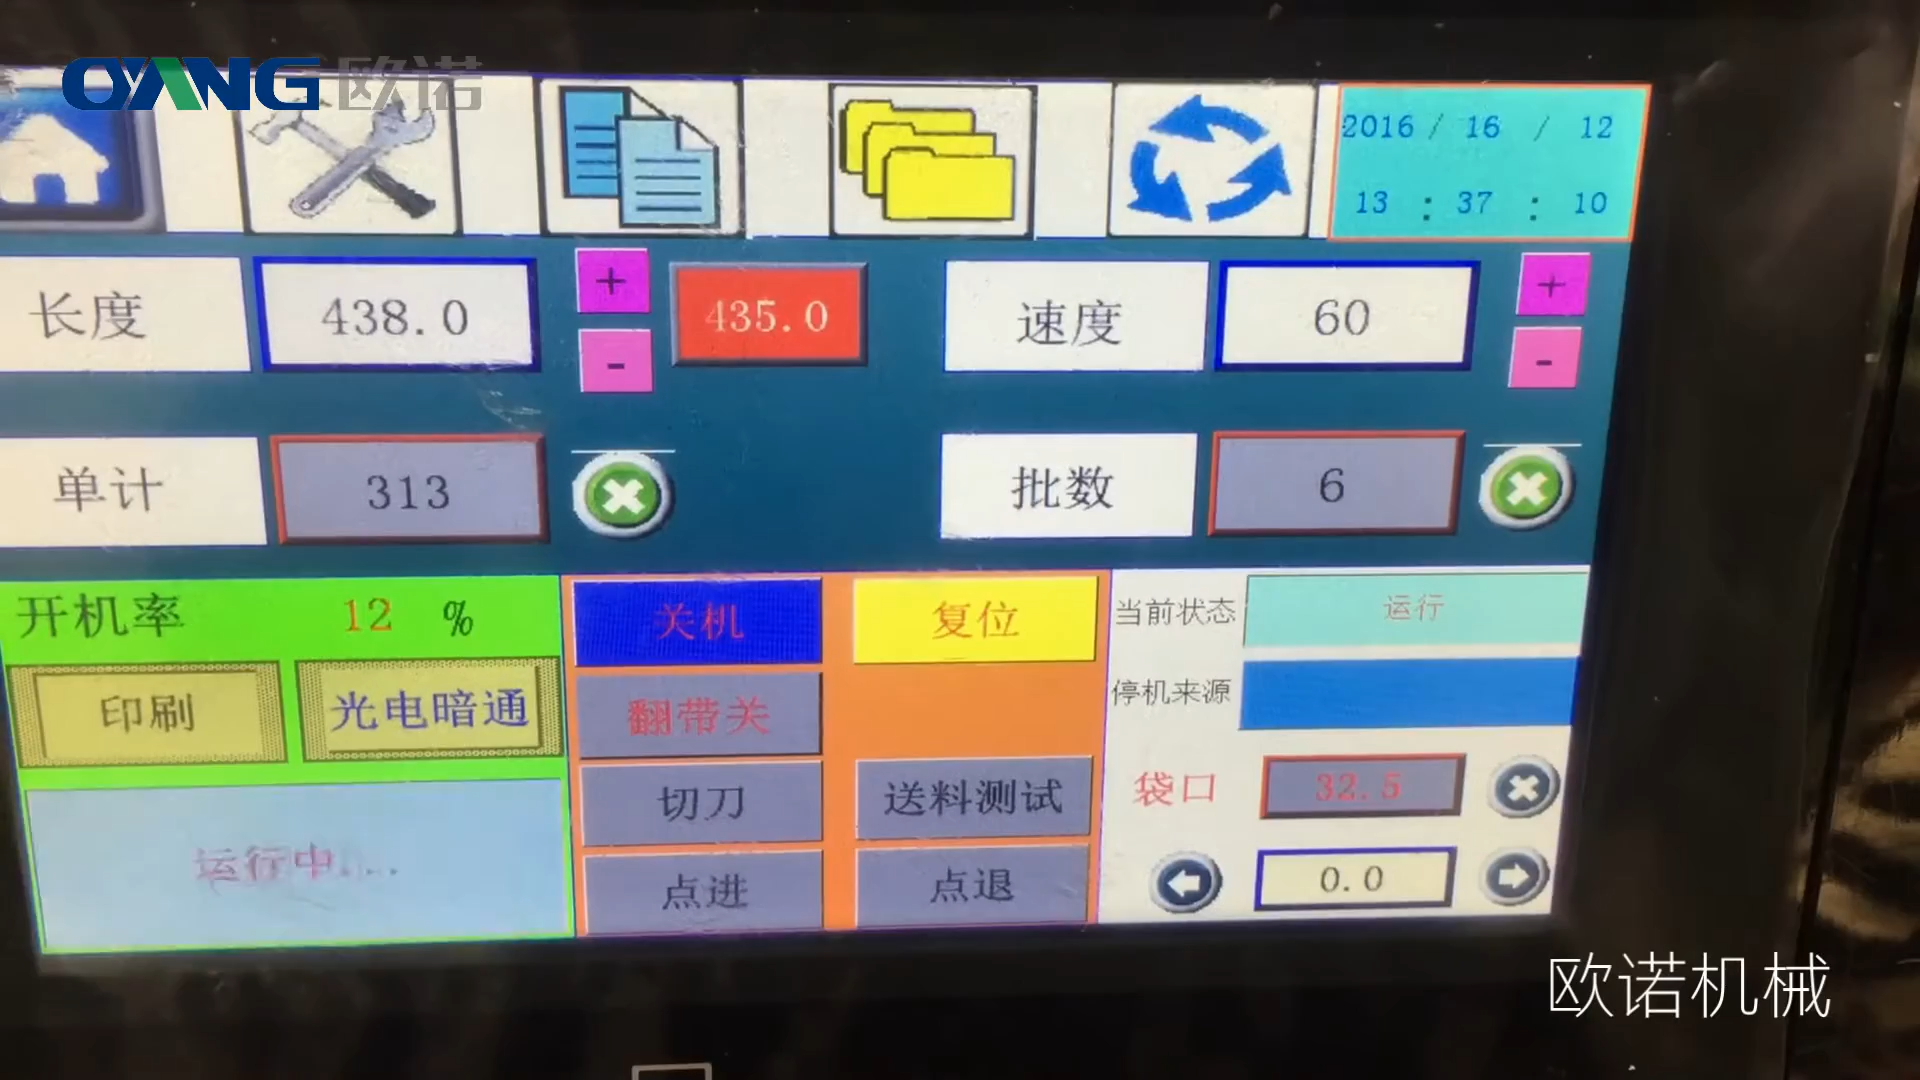 OYANG 欧诺
2016 / 16 / 12
13 : 37 : 10
长度 438.0 + - 435.0 速度 60 + -
单计 313 批数 6
开机率 12 % 关机 复位 当前状态 运行
印刷 光电暗通 翻带关 停机来源
切刀 送料测试 袋口 32.5
运行中....
点进 点退 0.0
欧诺机械